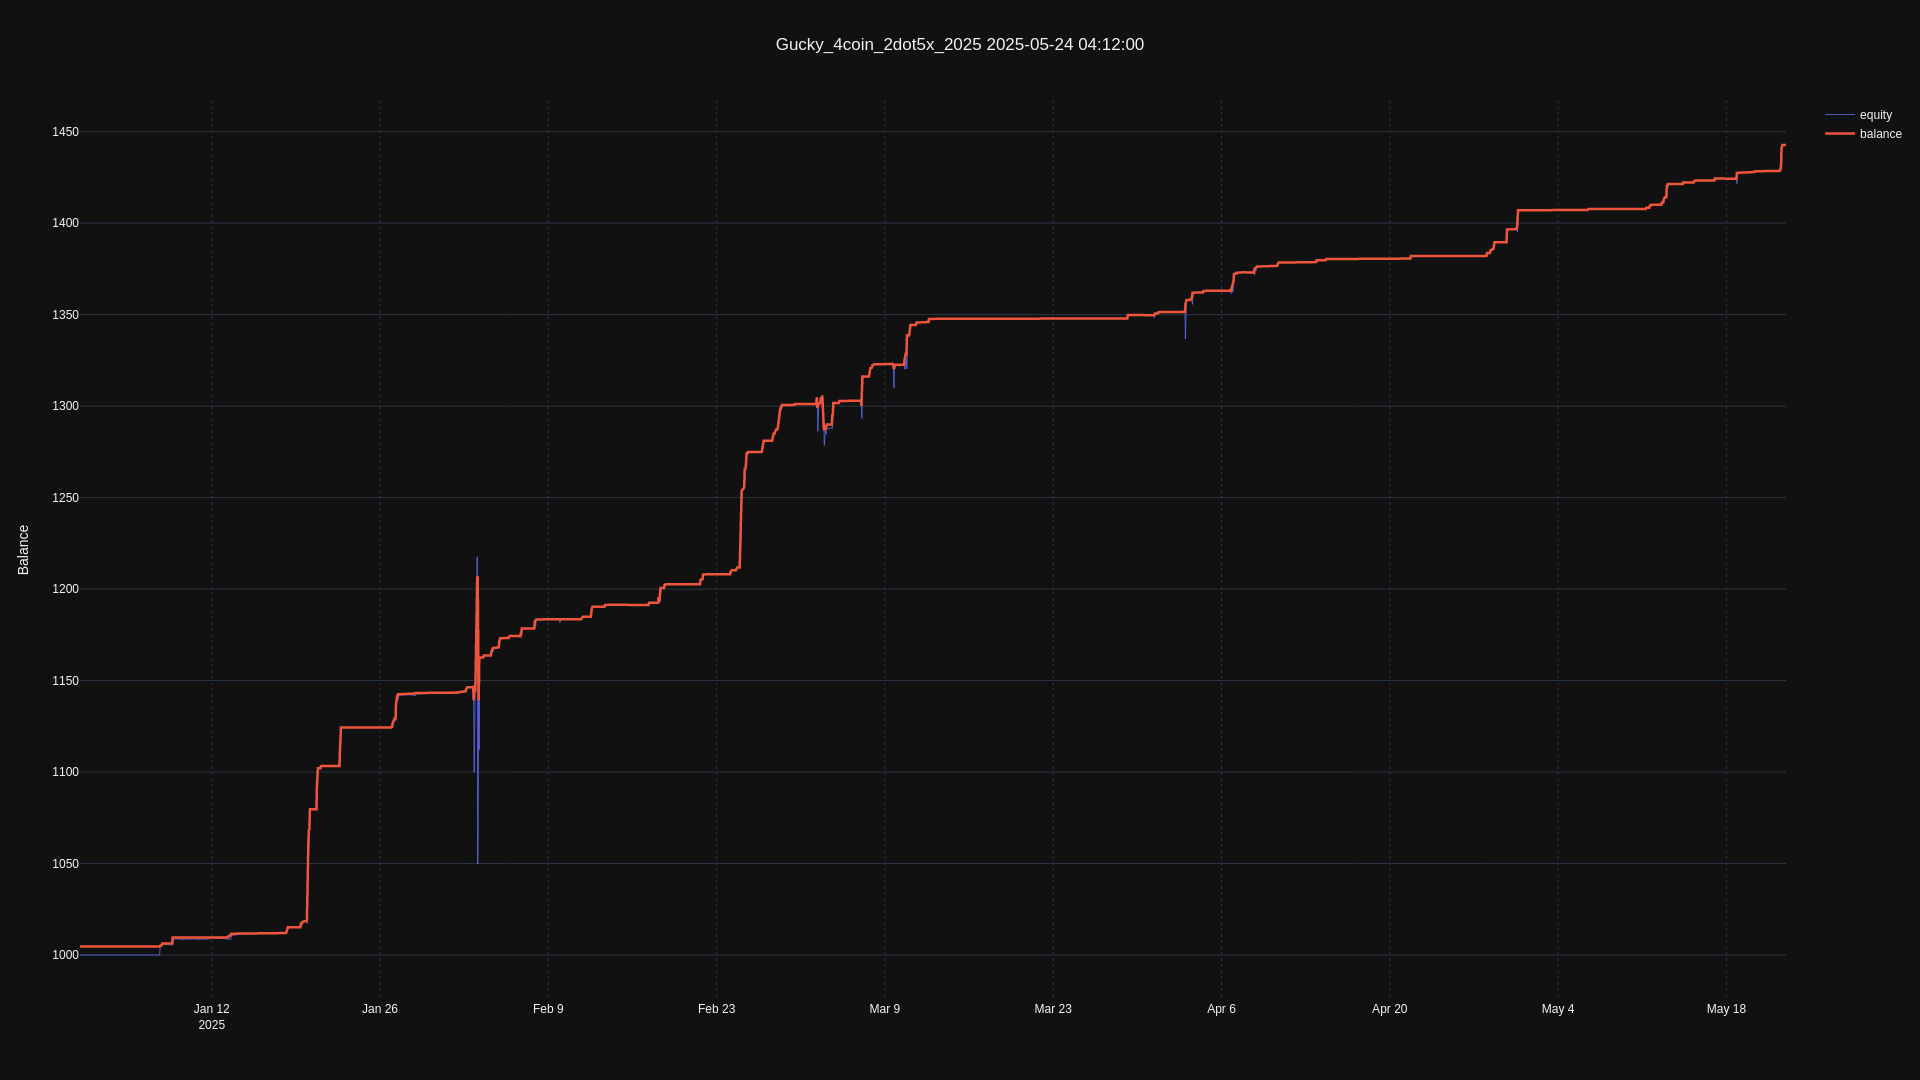 Gucky_4coin_2dot5x_2025 2025-05-24 04:12:00
equity
balance
Balance
1450
1400
1350
1300
1250
1200
1150
1100
1050
1000
Jan 12
2025
Jan 26
Feb 9
Feb 23
Mar 9
Mar 23
Apr 6
Apr 20
May 4
May 18